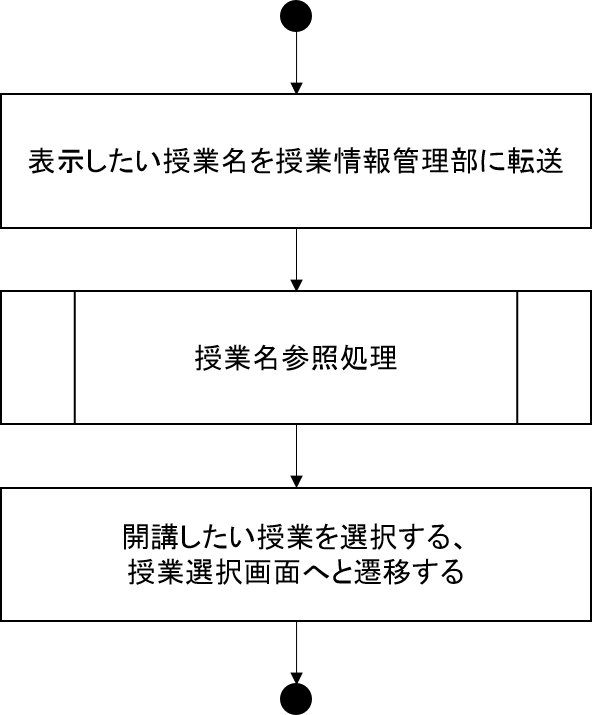 表示したい授業名を授業情報管理部に転送
授業名参照処理
開講したい授業を選択する、
授業選択画面へと遷移する